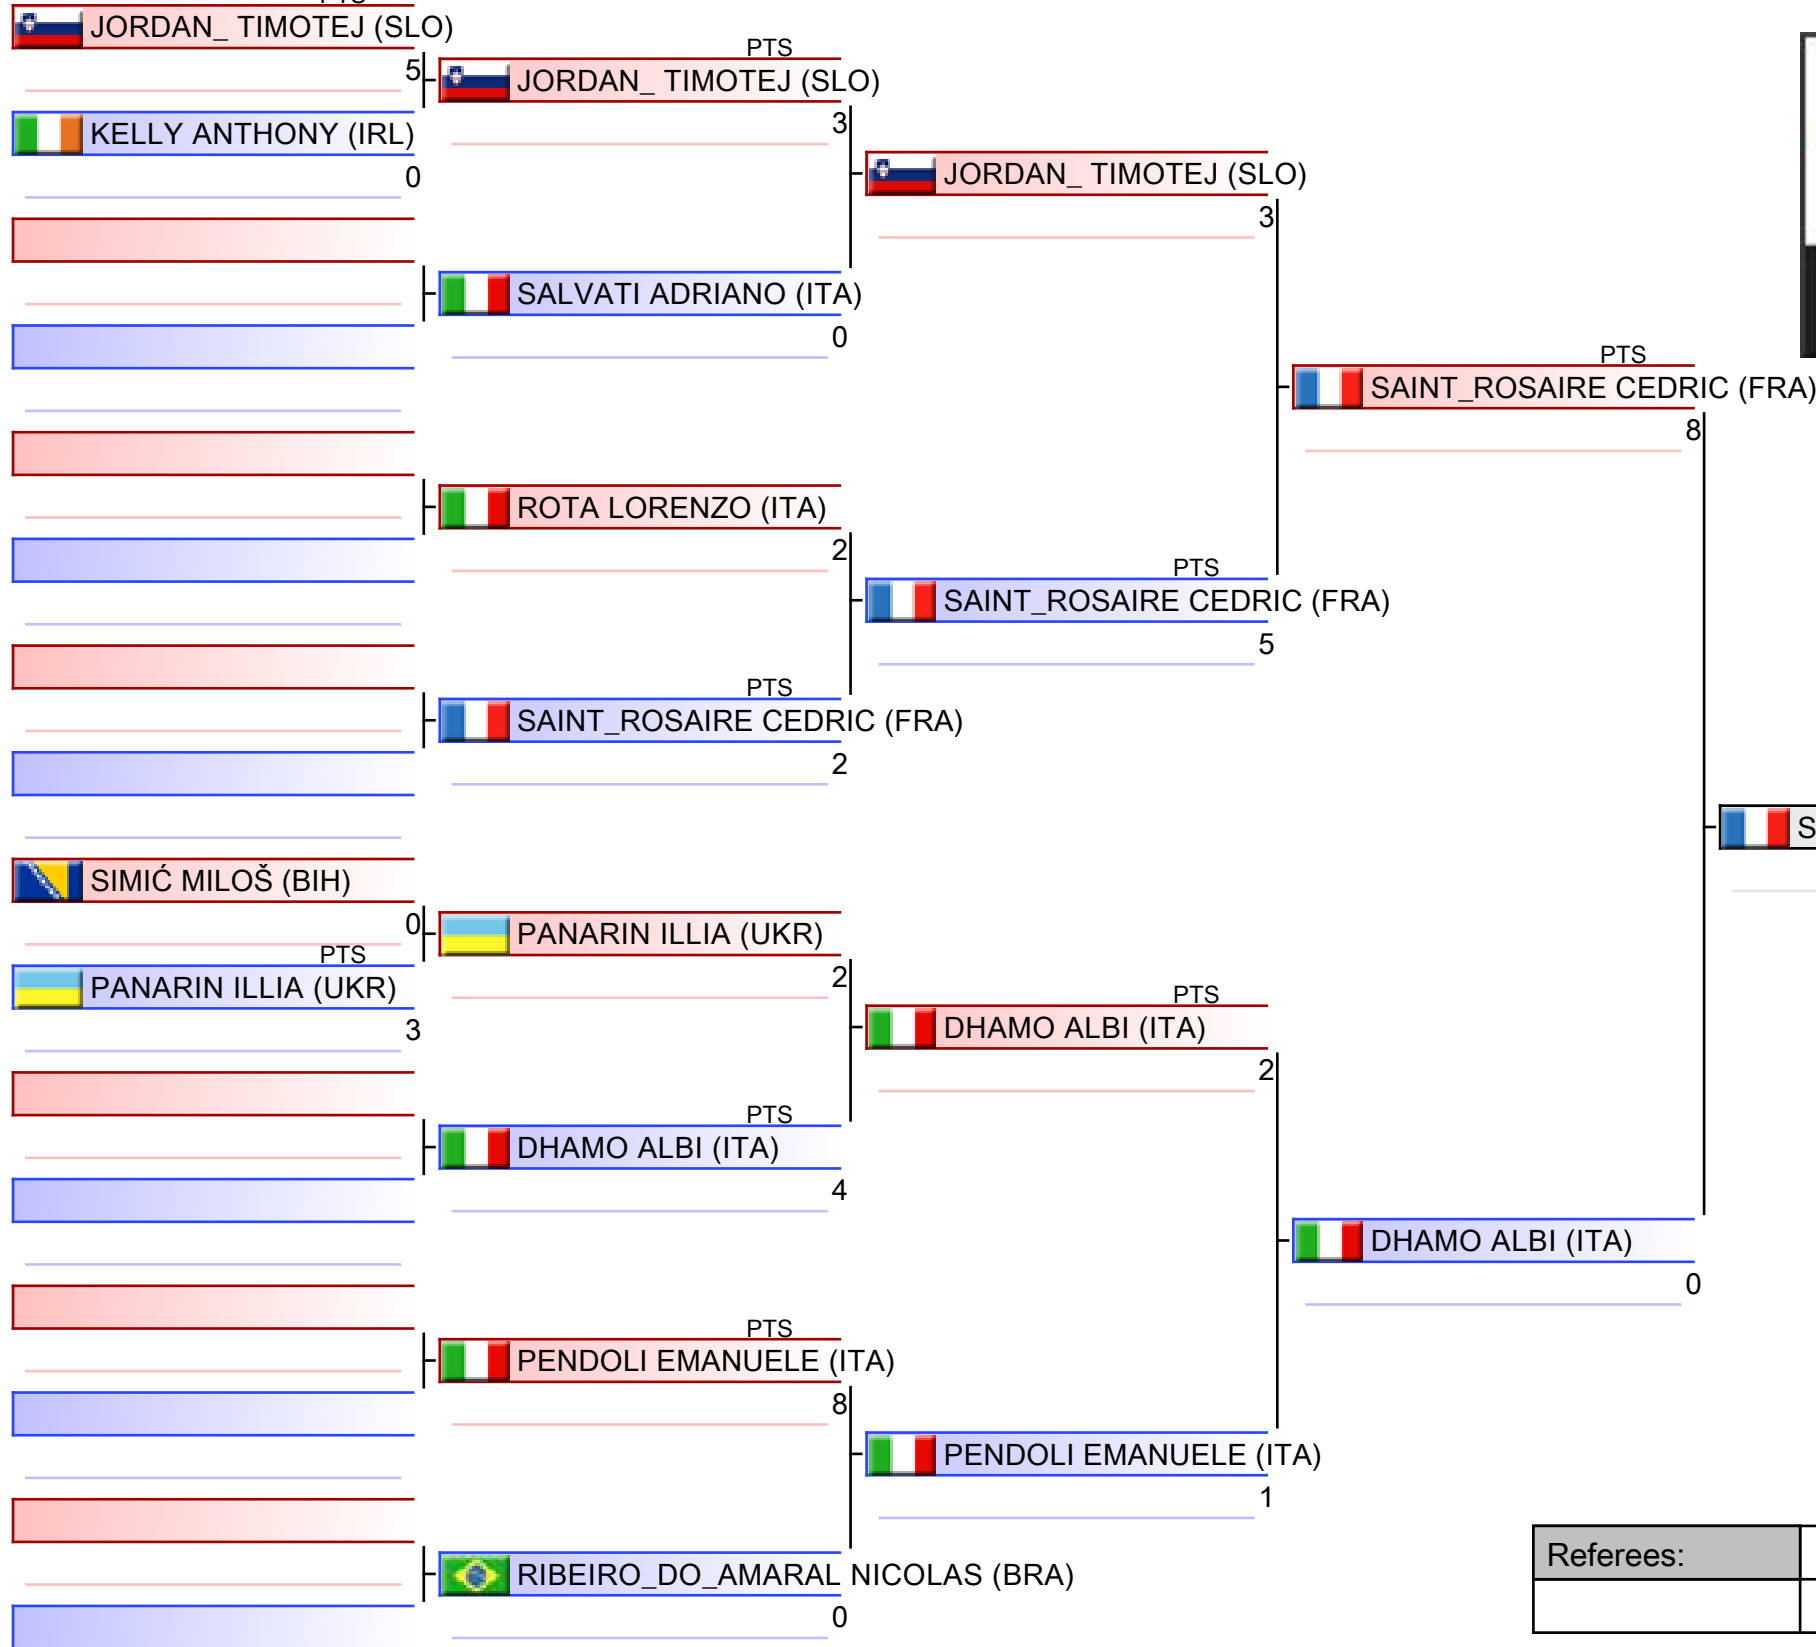 PTS
JORDAN_ TIMOTEJ (SLO)
5
KELLY ANTHONY (IRL)
0
PTS
JORDAN_ TIMOTEJ (SLO)
3
SALVATI ADRIANO (ITA)
0
JORDAN_ TIMOTEJ (SLO)
3
ROTA LORENZO (ITA)
2
PTS
SAINT_ROSAIRE CEDRIC (FRA)
2
PTS
SAINT_ROSAIRE CEDRIC (FRA)
5
PTS
SAINT_ROSAIRE CEDRIC (FRA)
8
S
SIMIĆ MILOŠ (BIH)
0
PTS
PANARIN ILLIA (UKR)
3
PANARIN ILLIA (UKR)
2
PTS
DHAMO ALBI (ITA)
4
PTS
DHAMO ALBI (ITA)
2
PTS
PENDOLI EMANUELE (ITA)
8
RIBEIRO_DO_AMARAL NICOLAS (BRA)
0
PENDOLI EMANUELE (ITA)
1
DHAMO ALBI (ITA)
0
Referees: